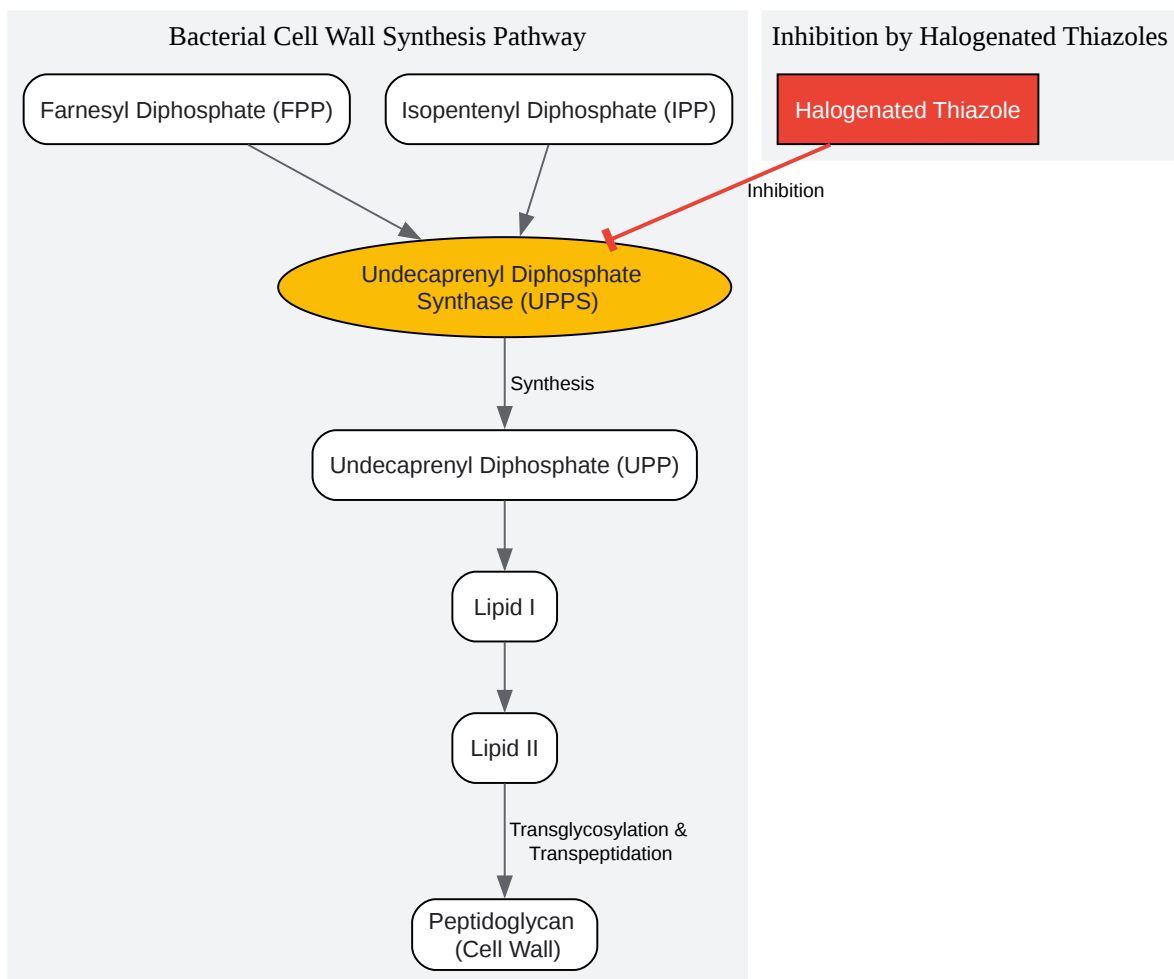 Bacterial Cell Wall Synthesis Pathway
Inhibition by Halogenated Thiazoles
Farnesyl Diphosphate (FPP)
Isopentenyl Diphosphate (IPP)
Halogenated Thiazole
Inhibition
Undecaprenyl Diphosphate
Synthase (UPPS)
Synthesis
Undecaprenyl Diphosphate (UPP)
Lipid I
Lipid II
Transglycosylation &
Transpeptidation
Peptidoglycan
(Cell Wall)